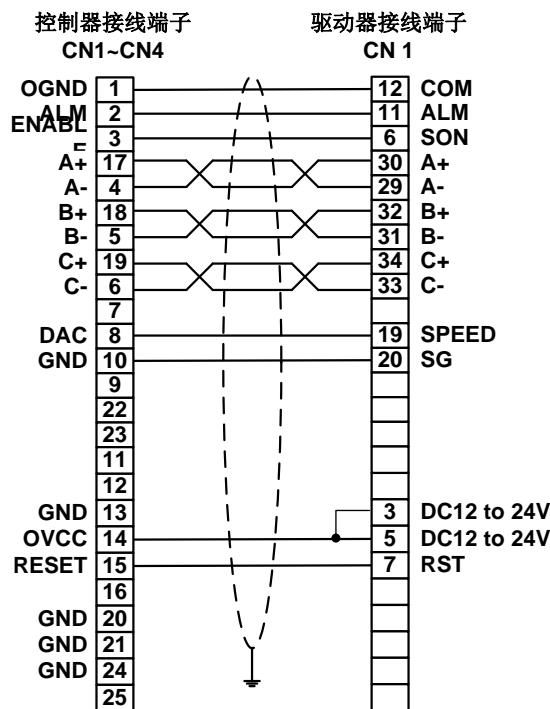 控制器接线端子 驱动器接线端子
CN1~CN4 CN 1
OGND 1 12 COM
ALM 2 11 ALM
ENABL
E 3 6 SON
A+ 17 30 A+
A- 4 29 A-
B+ 18 32 B+
B- 5 31 B-
C+ 19 34 C+
C- 6 33 C-
7
DAC 8 19 SPEED
GND 10 20 SG
9
22
23
11
12
GND 13 3 DC12 to 24V
OVCC 14 5 DC12 to 24V
RESET 15 7 RST
16
GND 20
GND 21
GND 24
25